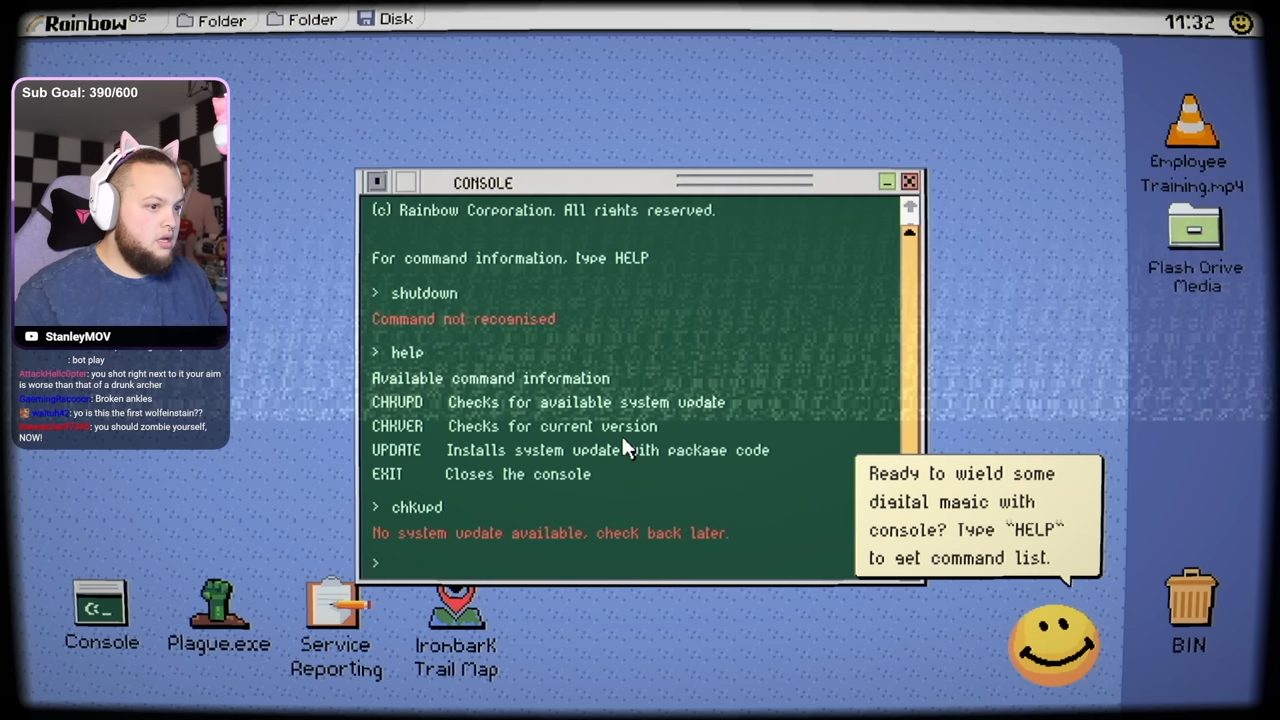 Rainbow OS
Folder
Folder
Disk
11:32
Sub Goal: 390/600
StanleyMOV
: bot play
AttackHelic0pter: you shot right next to it your aim
is worse than that of a drunk archer
GaemingRaccoon: Broken ankles
waituh42: yo is this the first wolfeinstain??
you should zombie yourself,
NOW!
CONSOLE
(c) Rainbow Corporation. All rights reserved.
For command information, type HELP
> shutdown
Command not recognised
> help
Available command information
CHKUPD Checks for available system update
CHKVER Checks for current version
UPDATE Installs system update with package code
EXIT Closes the console
> chkupd
No system update available, check back later.
>
Ready to wield some
digital magic with
console? Type "HELP"
to get command list.
Employee
Training.mp4
Flash Drive
Media
BIN
Console
Plague.exe
Service
Reporting
Ironbark
Trail Map